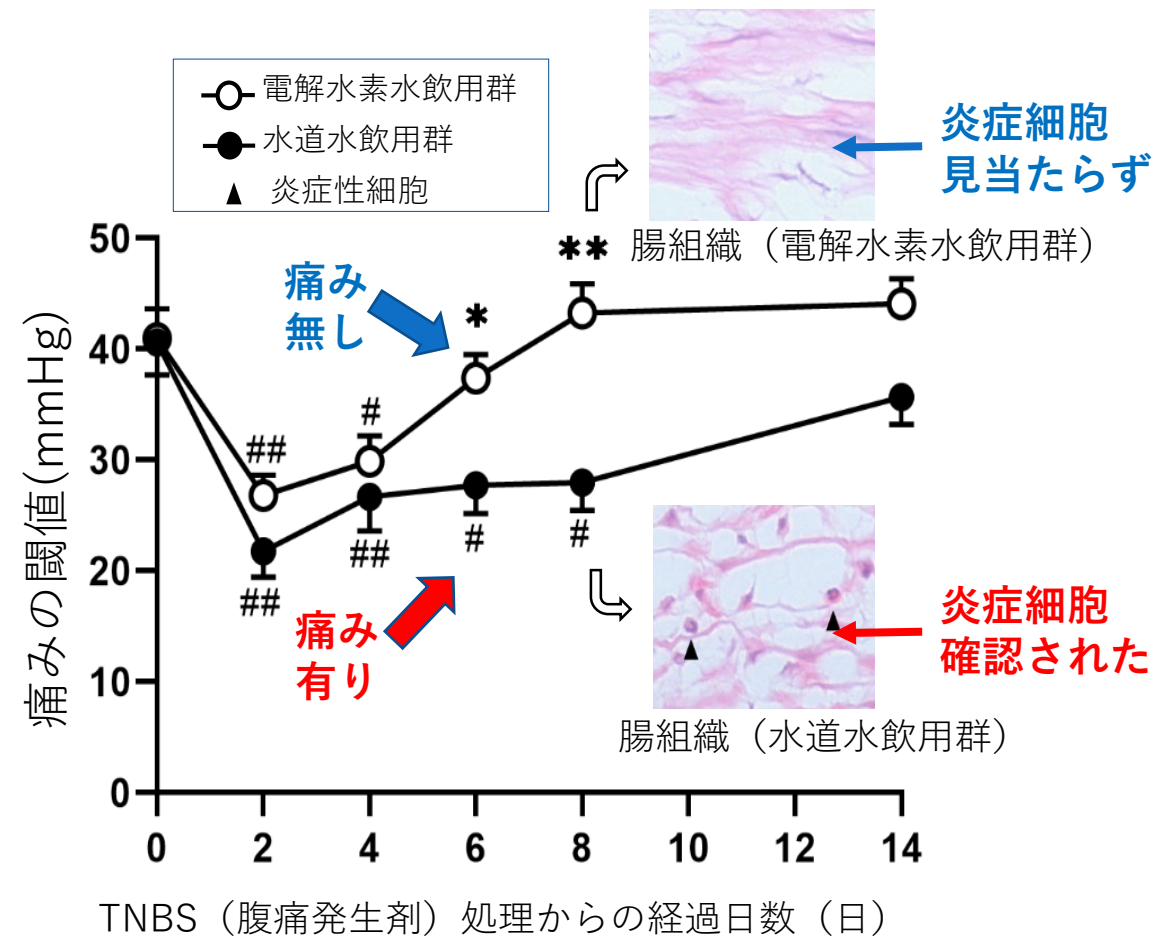 電解水素水飲用群
水道水飲用群
炎症性細胞
炎症細胞
見当たらず
腸組織（電解水素水飲用群）
痛み
無し
**
*
#
##
50
40
30
20
10
0
痛みの閾値(mmHg)
##
##
#
#
痛み
有り
炎症細胞
確認された
腸組織（水道水飲用群）
0 2 4 6 8 10 12 14
TNBS（腹痛発生剤）処理からの経過日数（日）